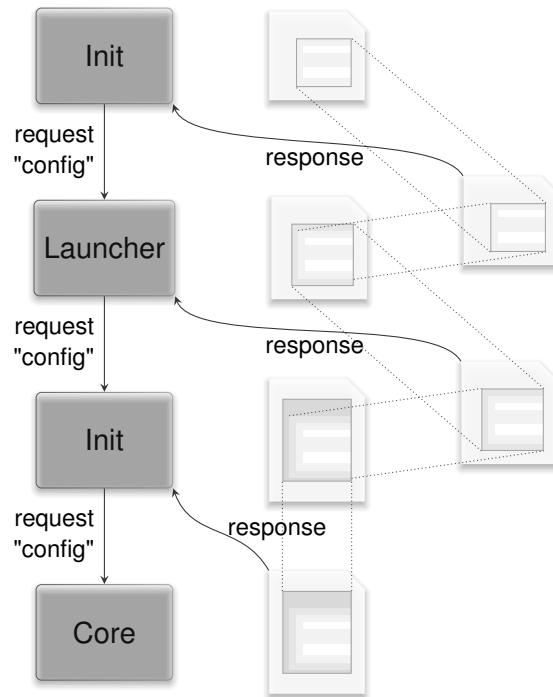 Init
request
"config"
response
Launcher
request
"config"
response
Init
request
"config"
response
Core